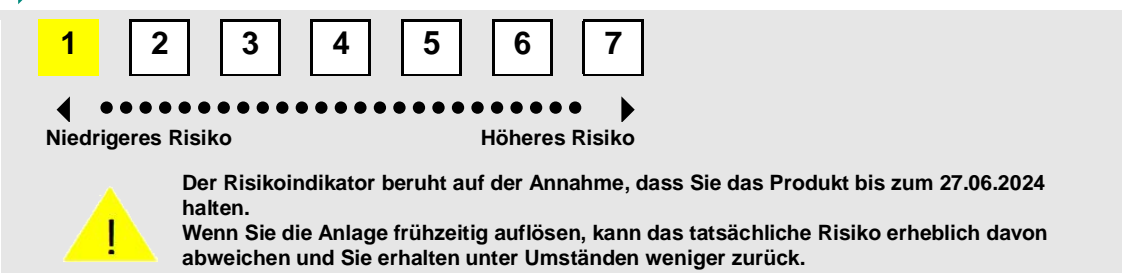 1 2 3 4 5 6 7
Niedrigeres Risiko Höheres Risiko
Der Risikoindikator beruht auf der Annahme, dass Sie das Produkt bis zum 27.06.2024
halten.
Wenn Sie die Anlage frühzeitig auflösen, kann das tatsächliche Risiko erheblich davon
abweichen und Sie erhalten unter Umständen weniger zurück.
!